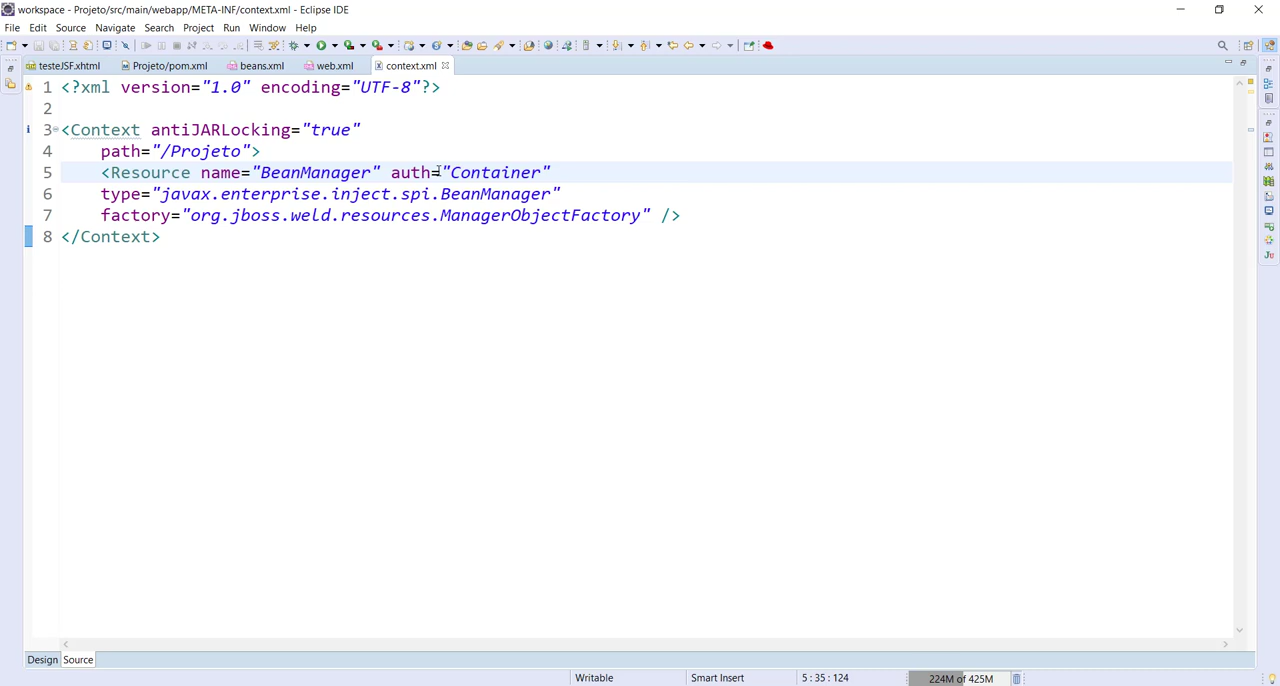 workspace - Projeto/src/main/webapp/META-INF/context.xml - Eclipse IDE
File Edit Source Navigate Search Project Run Window Help
testeJSF.xhtml Projeto/pom.xml beans.xml web.xml context.xml
1 <?xml version="1.0" encoding="UTF-8"?>
2
3 <Context antiJARLocking="true"
4 path="/Projeto">
5 <Resource name="BeanManager" auth="Container"
6 type="javax.enterprise.inject.spi.BeanManager"
7 factory="org.jboss.weld.resources.ManagerObjectFactory" />
8 </Context>
Design Source
Writable Smart Insert 5 : 35 : 124 224M of 425M